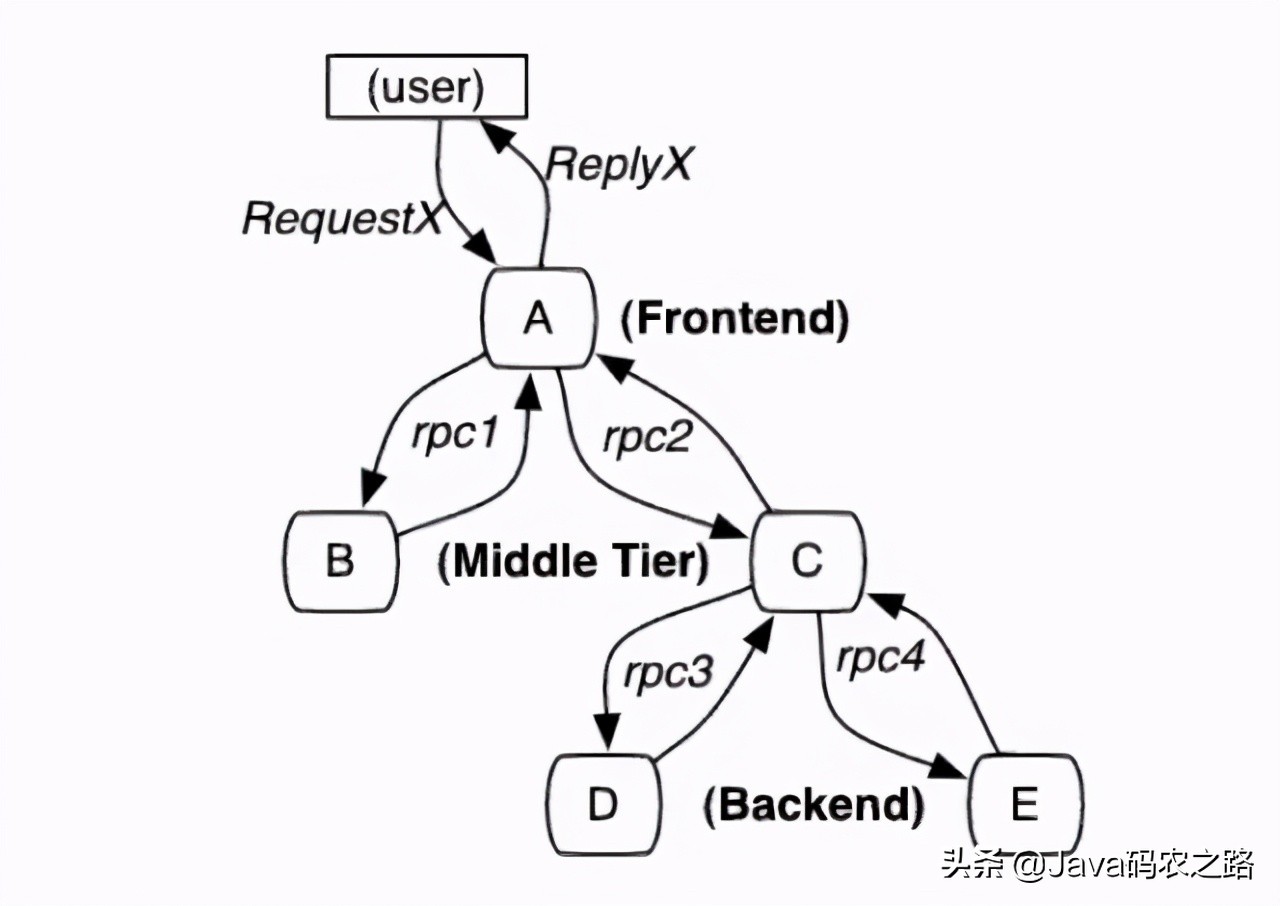 (user)
ReplyX
RequestX
A
(Frontend)
rpc1
rpc2
B
(Middle Tier)
C
rpc3
rpc4
D
(Backend)
E
头条 @Java码农之路